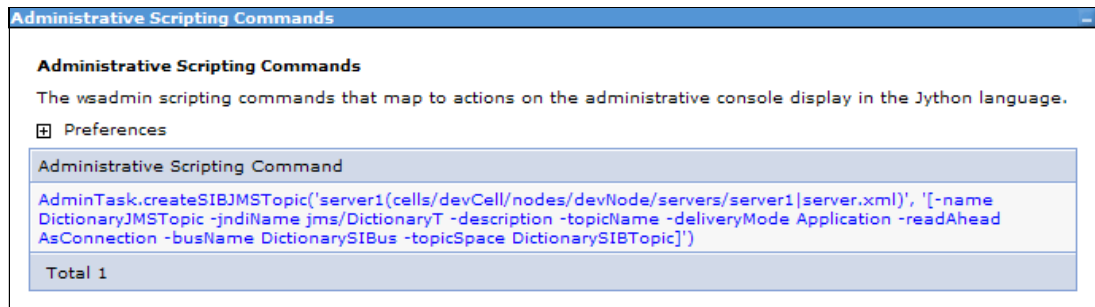 Administrative Scripting Commands
Administrative Scripting Commands
The wsadmin scripting commands that map to actions on the administrative console display in the Jython language.
Preferences
Administrative Scripting Command
AdminTask.createSIBJMSTopic('server1(cells/devCell/nodes/devNode/servers/server1|server.xml)', '[-name
DictionaryJMSTopic -jndiName jms/DictionaryT -description -topicName -deliveryMode Application -readAhead
AsConnection -busName DictionarySIBus -topicSpace DictionarySIBTopic]')
Total 1